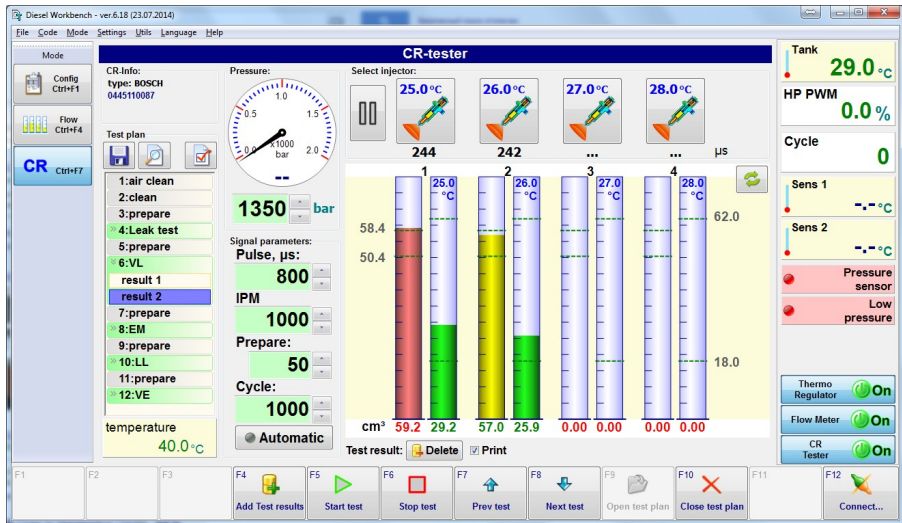 Diesel Workbench - ver.6.18 (23.07.2014)
File Code Mode Settings Utils Language Help
Mode
Config
Ctrl+F1
Flow
Ctrl+F4
CR Ctrl+F7
CR-tester
CR-Info:
type: BOSCH
0445110087
Test plan
1:air clean
2:clean
3:prepare
4:Leak test
5:prepare
6:VL
result 1
result 2
7:prepare
8:EM
9:prepare
10:LL
11:prepare
12:VE
temperature
40.0 °C
Pressure:
0.0
0.5
1.0
1.5
2.0
x1000
bar
--
1350 bar
Signal parameters:
Pulse, µs:
800
IPM
1000
Prepare:
50
Cycle:
1000
Automatic
Select injector:
25.0°C 26.0°C 27.0°C 28.0°C
244 242 ... ... µs
1 2 3 4
25.0 °C 26.0 °C 27.0 °C 28.0 °C
58.4
50.4
62.0
18.0
cm³ 59.2 29.2 57.0 25.9 0.00 0.00 0.00 0.00
Test result: Delete Print
Tank
29.0 °C
HP PWM
0.0 %
Cycle
0
Sens 1
-.- °C
Sens 2
-.- °C
Pressure
sensor
Low
pressure
Thermo
Regulator On
Flow Meter On
CR
Tester On
F1
F2
F3
F4 Add Test results
F5 Start test
F6 Stop test
F7 Prev test
F8 Next test
F9 Open test plan
F10 Close test plan
F11
F12 Connect...